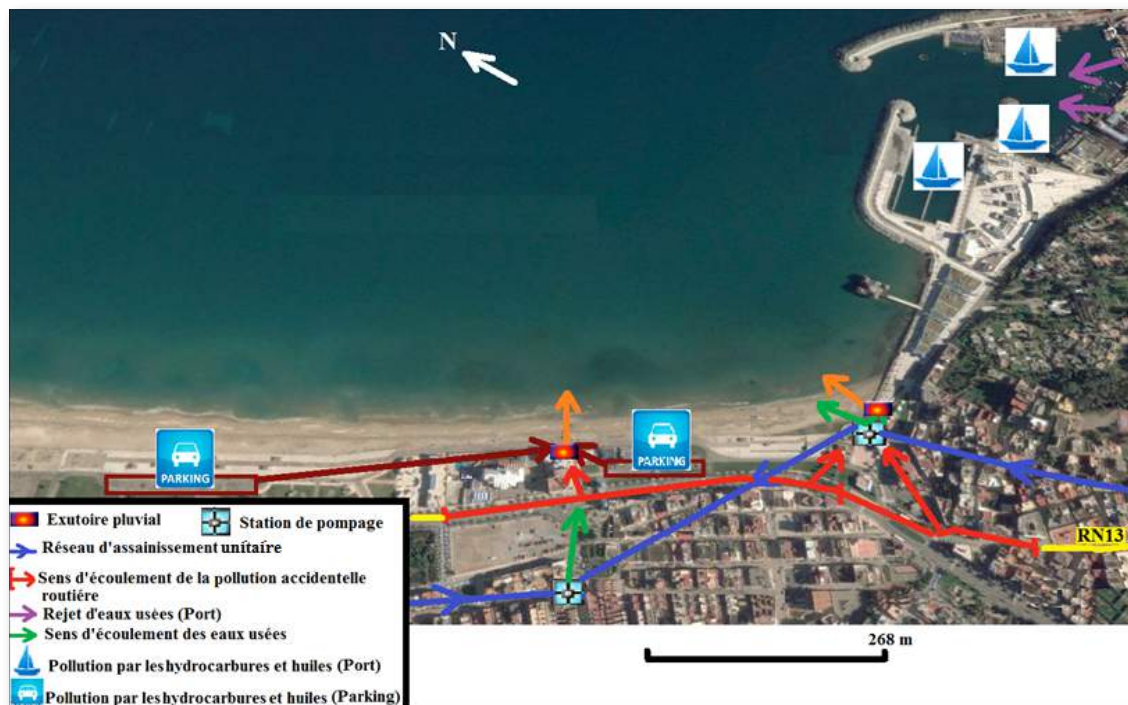 N
PARKING
PARKING
RN13
268 m
Exutoire pluvial
Station de pompage
Réseau d'assainissement unitaire
Sens d'écoulement de la pollution accidentelle
routiére
Rejet d'eaux usées (Port)
Sens d'écoulement des eaux usées
Pollution par les hydrocarbures et huiles (Port)
PARKING
Pollution par les hydrocarbures et huiles (Parking)